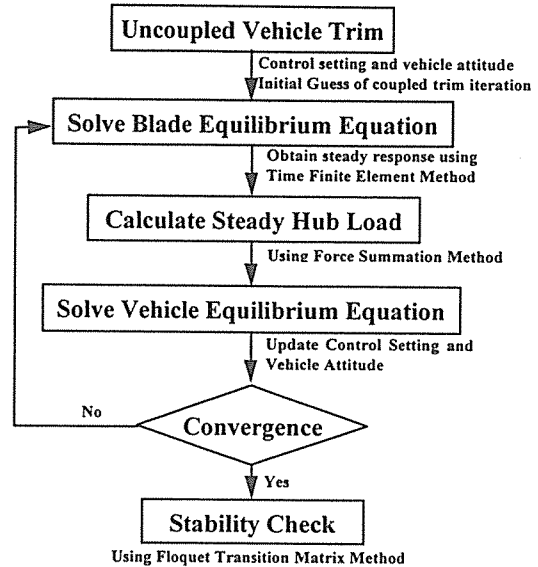 Uncoupled Vehicle Trim
Control setting and vehicle attitude
Initial Guess of coupled trim iteration
Solve Blade Equilibrium Equation
Obtain steady response using
Time Finite Element Method
Calculate Steady Hub Load
Using Force Summation Method
Solve Vehicle Equilibrium Equation
Update Control Setting and
Vehicle Attitude
No
Convergence
Yes
Stability Check
Using Floquet Transition Matrix Method